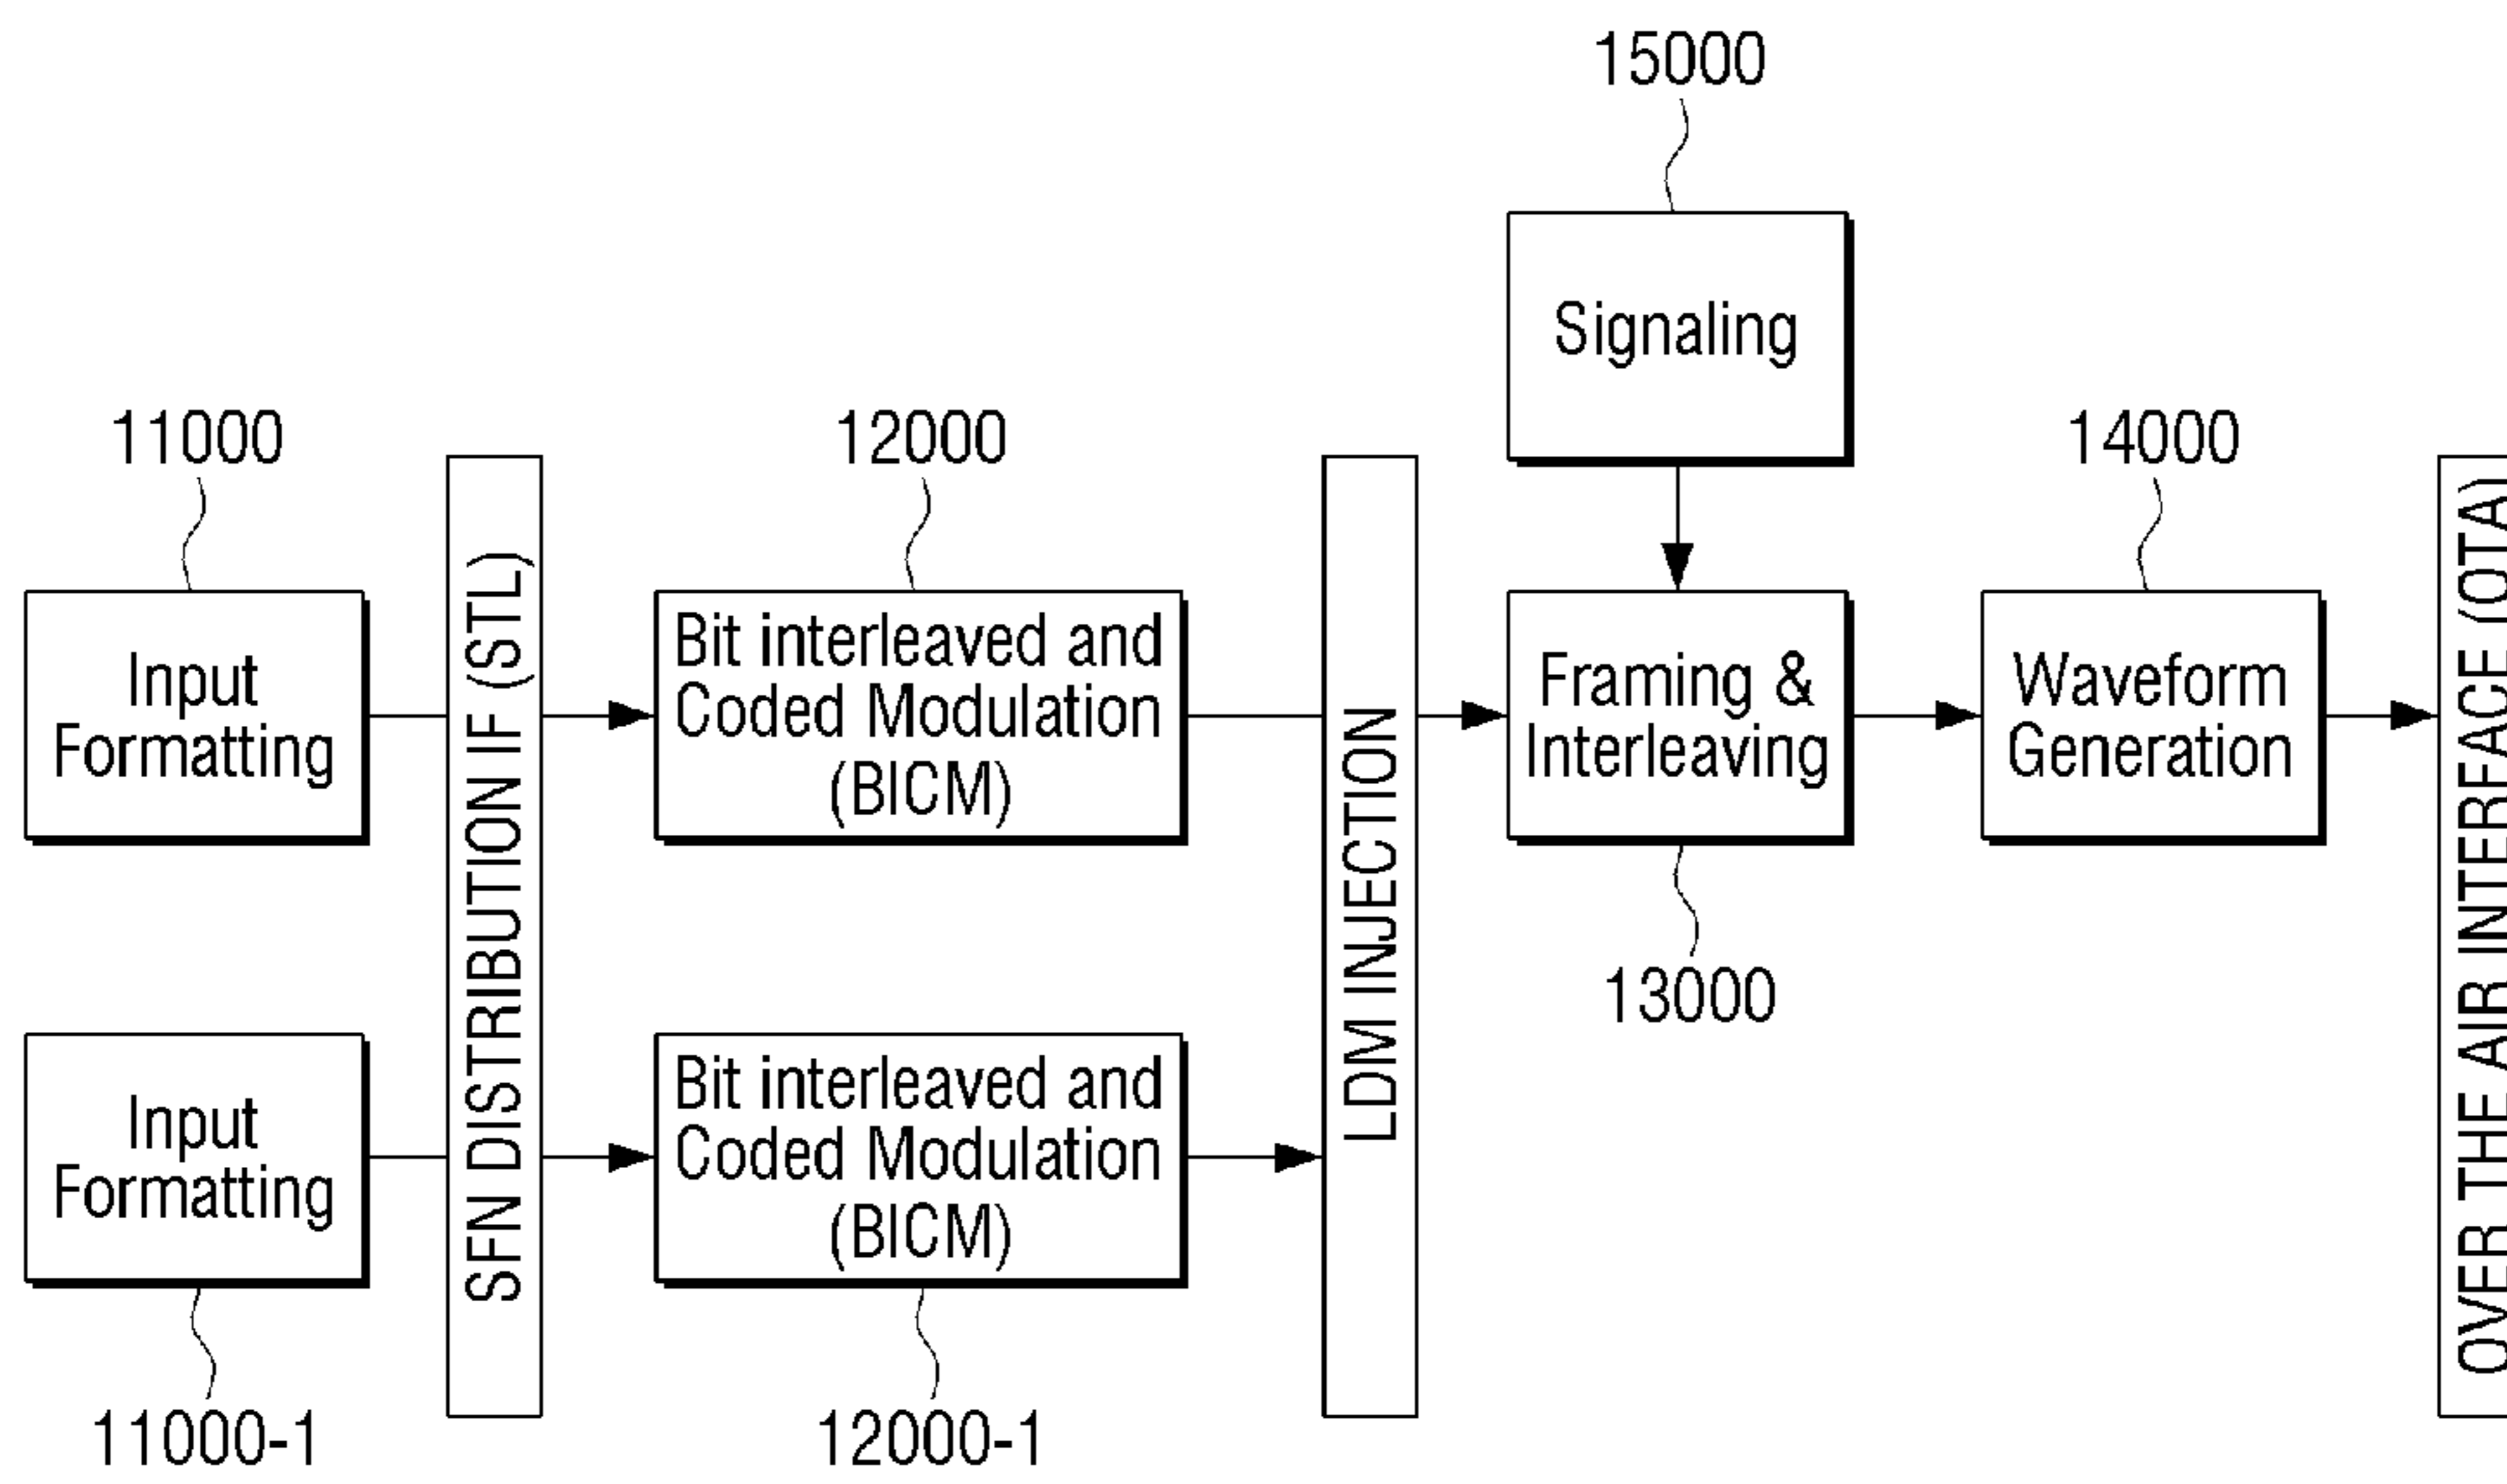 15000
Signaling
11000
12000
14000
Input
Formatting
SFN DISTRIBUTION IF (STL)
Bit interleaved and
Coded Modulation
(BICM)
LDM INJECTION
Framing &
Interleaving
Waveform
Generation
OVER THE AIR INTERFACE (OTA)
13000
Input
Formatting
Bit interleaved and
Coded Modulation
(BICM)
11000-1
12000-1